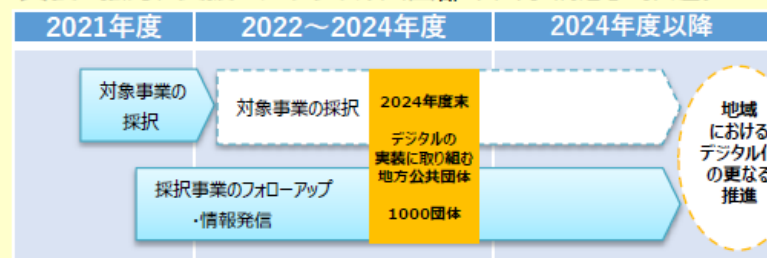 2021年度
2022～2024年度
2024年度以降
対象事業の
採択
対象事業の採択
2024年度末
デジタルの
実装に取り組む
地方公共団体
1000団体
採択事業のフォローアップ
・情報発信
地域
における
デジタル化
の更なる
推進